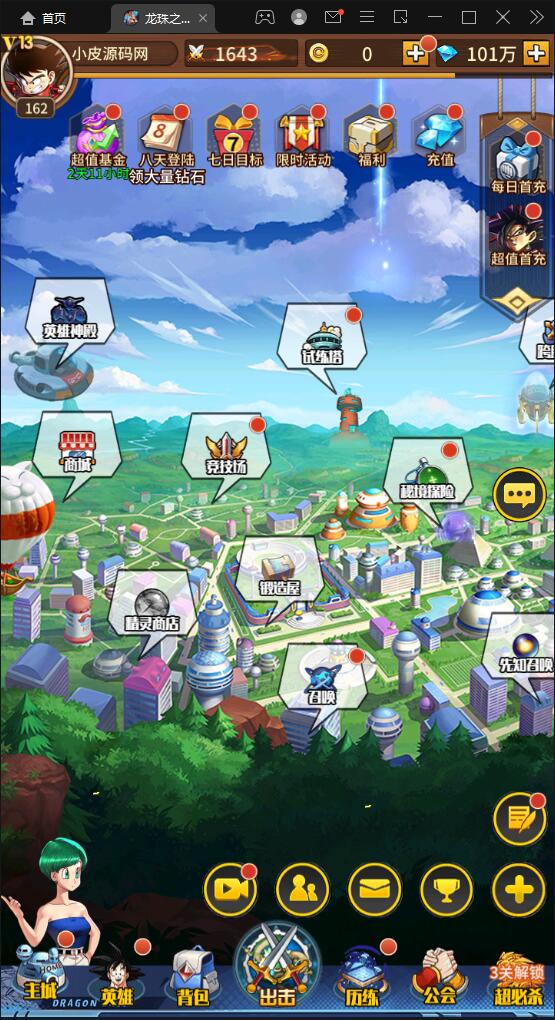 首页
龙珠之...
V13
小皮源码网
1643
0
101万
162
8
7
超值基金
八天登陆
七日目标
限时活动
福利
充值
2天11小时
领大量钻石
每日首充
超值首充
英雄神殿
试炼塔
商城
竞技场
秘境探险
锻造屋
精灵商店
先知召唤
召唤
3关解锁
HOME
主城
DRAGON
英雄
背包
出击
历练
公会
超必杀